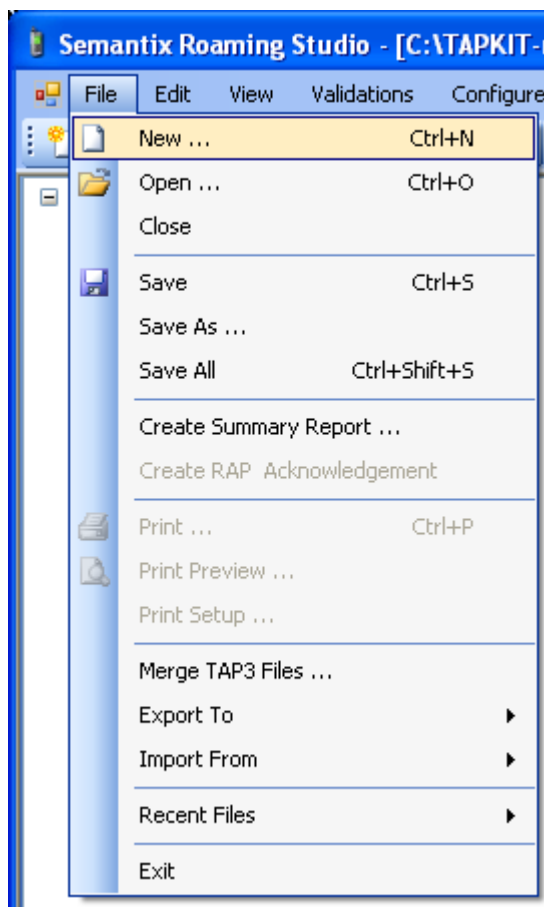 Semantix Roaming Studio - [C:\TAPKIT-
File Edit View Validations Configure
New ... Ctrl+N
Open ... Ctrl+O
Close
Save Ctrl+S
Save As ...
Save All Ctrl+Shift+S
Create Summary Report ...
Create RAP Acknowledgement
Print ... Ctrl+P
Print Preview ...
Print Setup ...
Merge TAP3 Files ...
Export To
Import From
Recent Files
Exit